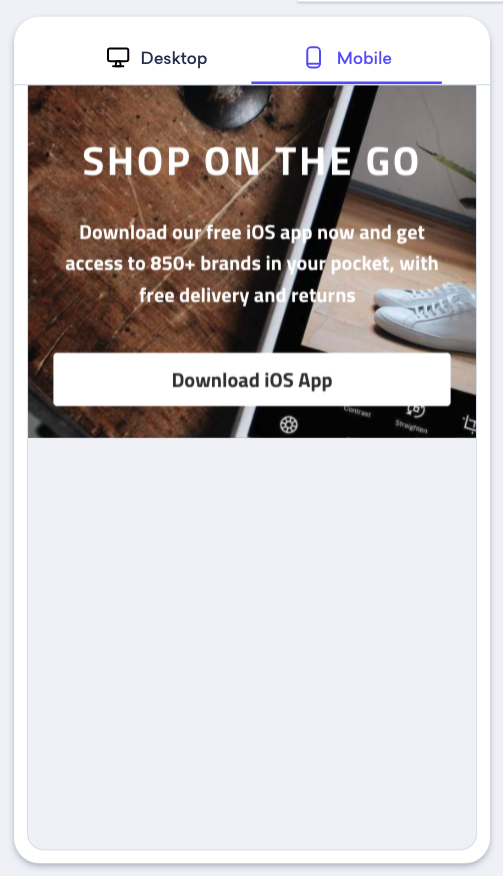 Desktop
Mobile
SHOP ON THE GO
Download our free iOS app now and get
access to 850+ brands in your pocket, with
free delivery and returns
Download iOS App
Contrast
Straighten